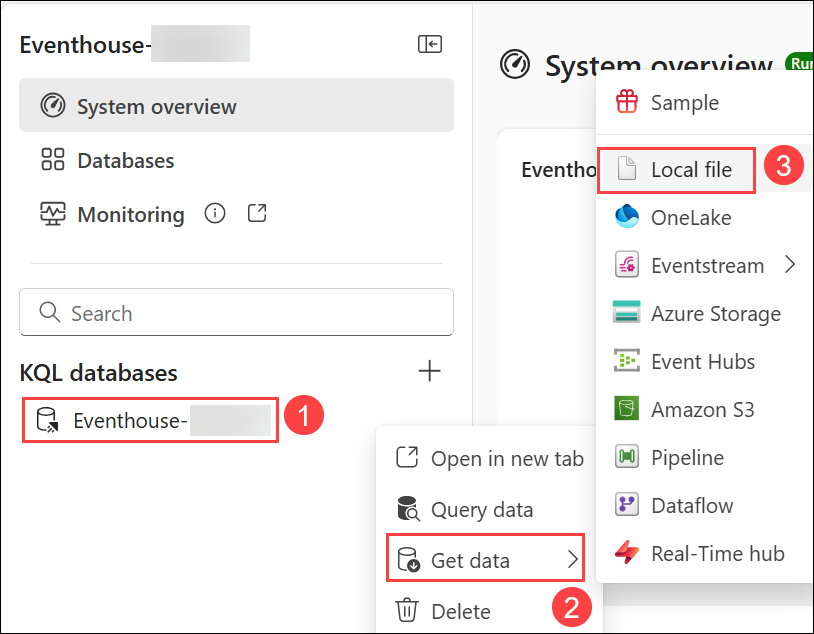 Eventhouse-
System overview
Databases
Monitoring
Search
KQL databases
Eventhouse-
1
System overview
Run
Eventho
Sample
Local file
3
OneLake
Eventstream
Azure Storage
Event Hubs
Amazon S3
Pipeline
Dataflow
Real-Time hub
Open in new tab
Query data
Get data
2
Delete